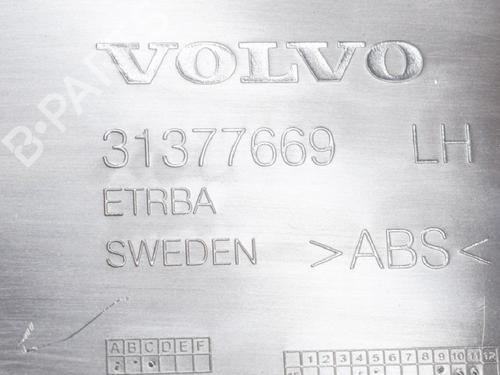 VOLVO
31377669 LH
ETRBA
SWEDEN >ABS<
A B C D E F
1 2 3 4 5 6 7 8 9 10 11 12